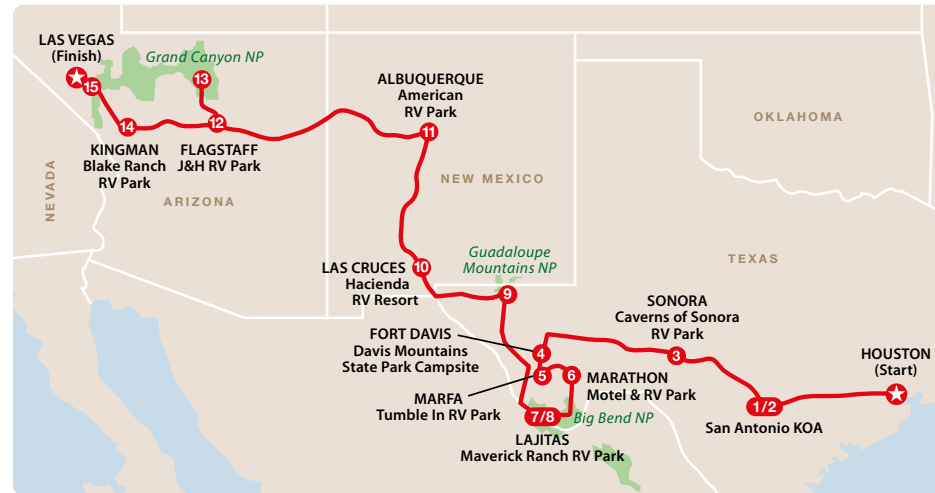 LAS VEGAS
(Finish)
15
Grand Canyon NP
13
14
KINGMAN
Blake Ranch
RV Park
12
FLAGSTAFF
J&H RV Park
ALBUQUERQUE
American
RV Park
11
NEVADA
ARIZONA
NEW MEXICO
OKLAHOMA
TEXAS
LAS CRUCES
Hacienda
RV Resort
10
Guadaloupe
Mountains NP
9
FORT DAVIS
Davis Mountains
State Park Campsite
4
MARFA
Tumble In RV Park
5
6
MARATHON
Motel & RV Park
7/8
Big Bend NP
LAJITAS
Maverick Ranch RV Park
SONORA
Caverns of Sonora
RV Park
3
1/2
San Antonio KOA
HOUSTON
(Start)